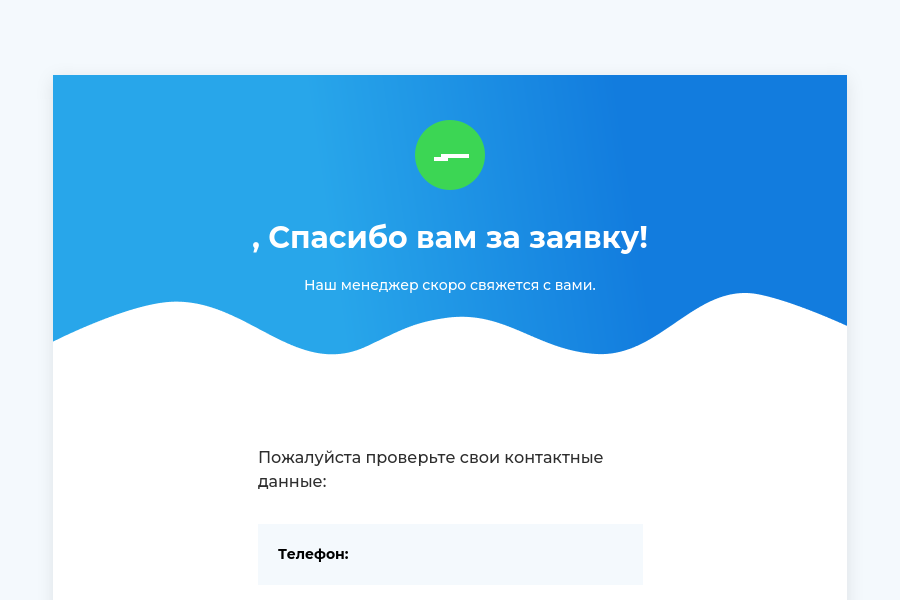 , Спасибо вам за заявку!
Наш менеджер скоро свяжется с вами.
Пожалуйста проверьте свои контактные
данные:
Телефон: